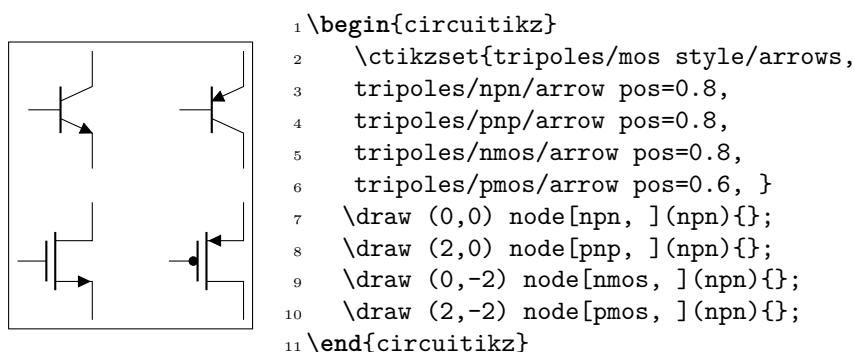 1 \begin{circuitikz}
2 \ctikzset{tripoles/mos style/arrows,
3 tripoles/npn/arrow pos=0.8,
4 tripoles/pnp/arrow pos=0.8,
5 tripoles/nmos/arrow pos=0.8,
6 tripoles/pmos/arrow pos=0.6, }
7 \draw (0,0) node[npn, ](npn){};
8 \draw (2,0) node[pnp, ](npn){};
9 \draw (0,-2) node[nmos, ](npn){};
10 \draw (2,-2) node[pmos, ](npn){};
11 \end{circuitikz}